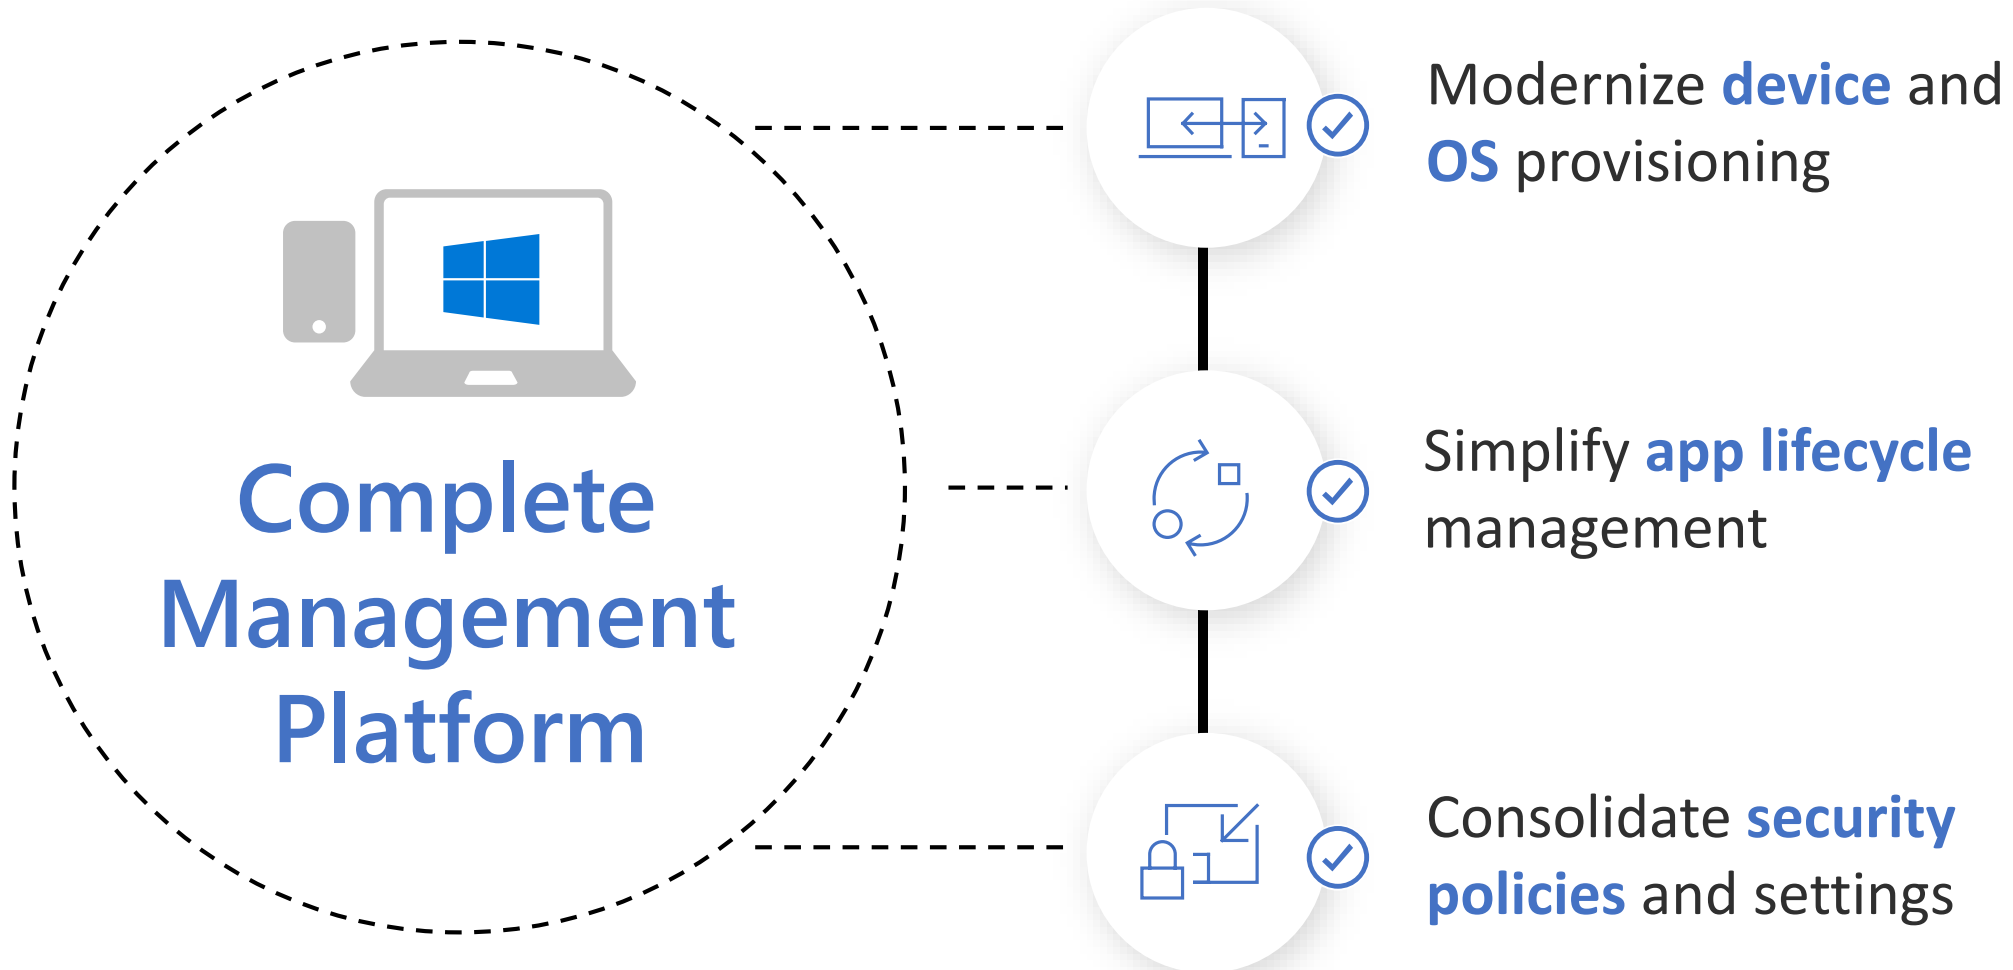 Complete
Management
Platform
Modernize device and
OS provisioning
Simplify app lifecycle
management
Consolidate security
policies and settings